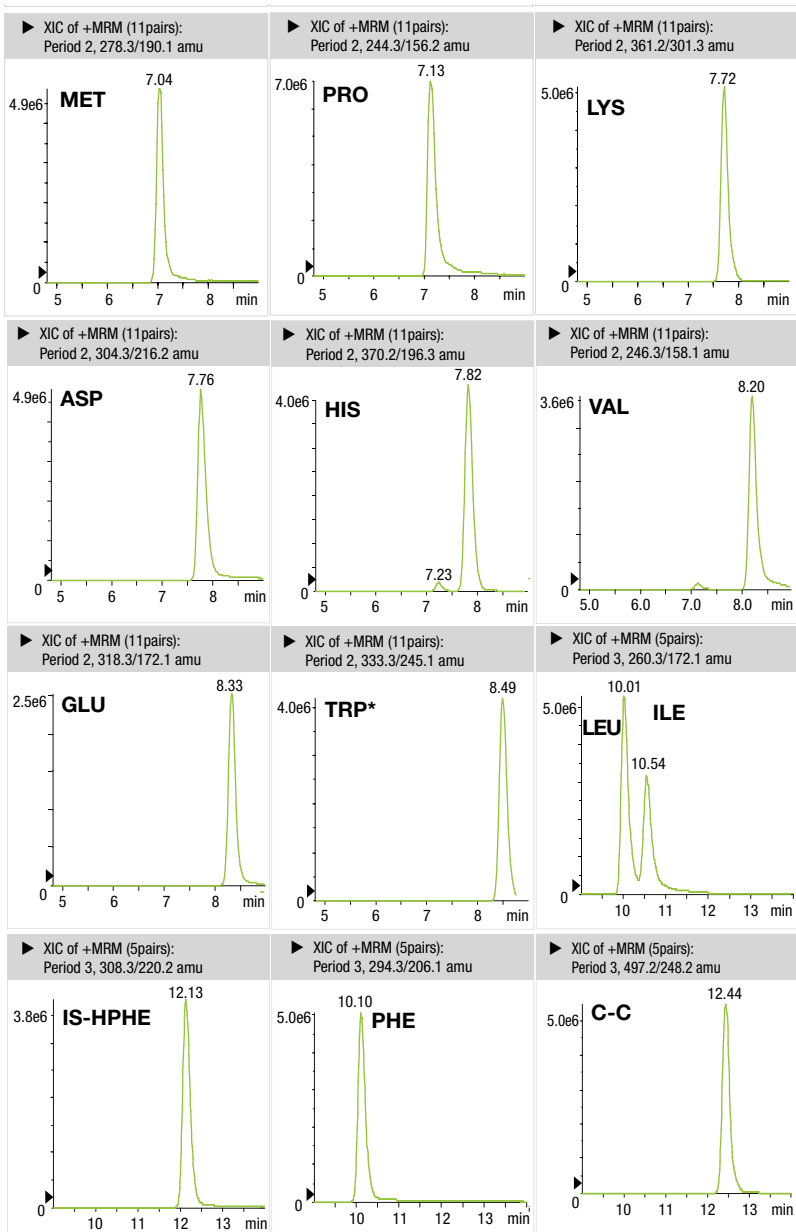 ▶ XIC of +MRM (11pairs):
Period 2, 278.3/190.1 amu
7.04
4.9e6
MET
0
5 6 7 8 min
▶ XIC of +MRM (11pairs):
Period 2, 244.3/156.2 amu
7.13
7.0e6
PRO
0
5 6 7 8 min
▶ XIC of +MRM (11pairs):
Period 2, 361.2/301.3 amu
7.72
5.0e6
LYS
0
5 6 7 8 min
▶ XIC of +MRM (11pairs):
Period 2, 304.3/216.2 amu
7.76
4.9e6
ASP
0
5 6 7 8 min
▶ XIC of +MRM (11pairs):
Period 2, 370.2/196.3 amu
7.82
4.0e6
HIS
7.23
0
5 6 7 8 min
▶ XIC of +MRM (11pairs):
Period 2, 246.3/158.1 amu
8.20
3.6e6
VAL
0
5.0 6.0 7.0 8.0 min
▶ XIC of +MRM (11pairs):
Period 2, 318.3/172.1 amu
8.33
2.5e6
GLU
0
5 6 7 8 min
▶ XIC of +MRM (11pairs):
Period 2, 333.3/245.1 amu
8.49
4.0e6
TRP*
0
5 6 7 8 min
▶ XIC of +MRM (5pairs):
Period 3, 260.3/172.1 amu
10.01
5.0e6
LEU ILE
10.54
0
10 11 12 13 min
▶ XIC of +MRM (5pairs):
Period 3, 308.3/220.2 amu
12.13
3.8e6
IS-HPHE
0
10 11 12 13 min
▶ XIC of +MRM (5pairs):
Period 3, 294.3/206.1 amu
10.10
5.0e6
PHE
0
10 11 12 13 min
▶ XIC of +MRM (5pairs):
Period 3, 497.2/248.2 amu
12.44
5.0e6
C-C
0
10 11 12 13 min